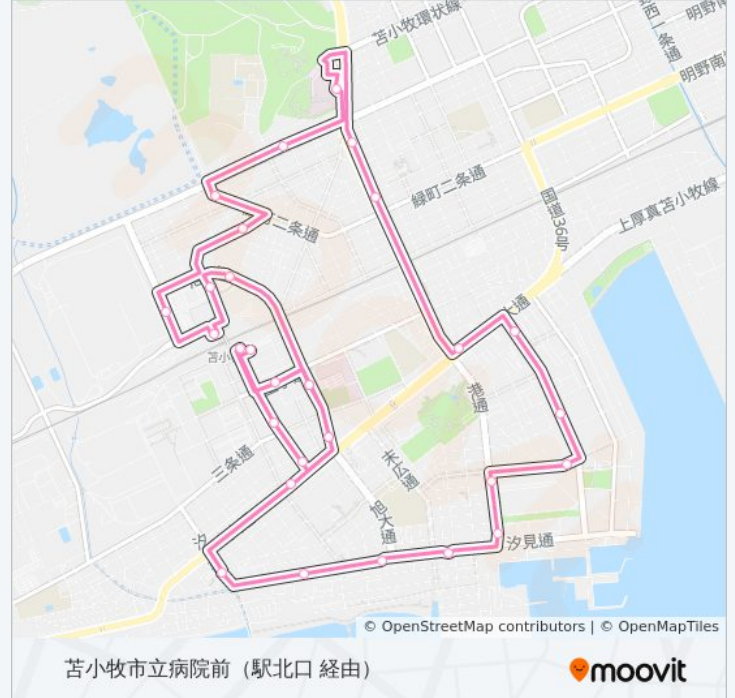 苫小牧環状線
西一条通
明野南
明野南
緑町二条通
国道36号
上厚真苫小牧線
二条通
大通
苫小
港通
三条通
末広通
旭大通
汐
汐見通
© OpenStreetMap contributors | © OpenMapTiles
苫小牧市立病院前（駅北口 経由）
moovit